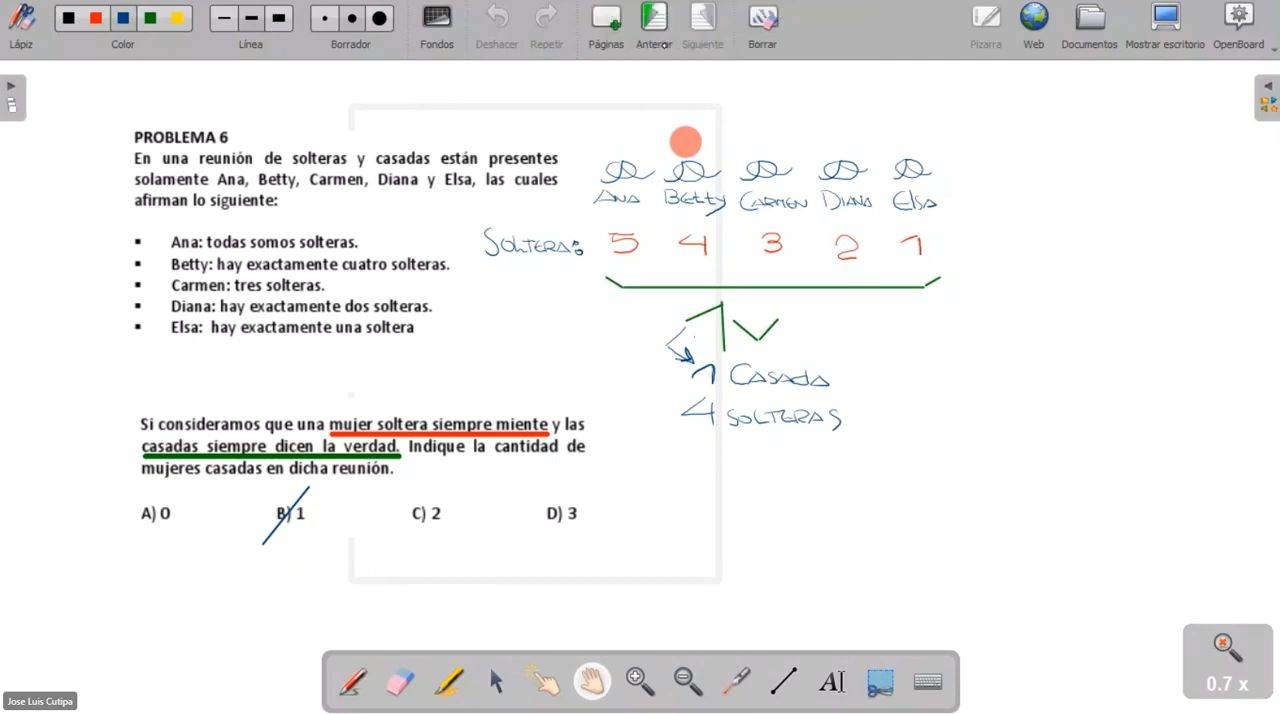 Lápiz
Color
Línea
Borrador
Fondos
Deshacer
Repetir
Páginas
Anterior
Siguiente
Borrar
Pizarra
Web
Documentos
Mostrar escritorio
OpenBoard
PROBLEMA 6
En una reunión de solteras y casadas están presentes
solamente Ana, Betty, Carmen, Diana y Elsa, las cuales
afirman lo siguiente:
▪ Ana: todas somos solteras.
▪ Betty: hay exactamente cuatro solteras.
▪ Carmen: tres solteras.
▪ Diana: hay exactamente dos solteras.
▪ Elsa: hay exactamente una soltera
Si consideramos que una mujer soltera siempre miente y las
casadas siempre dicen la verdad. Indique la cantidad de
mujeres casadas en dicha reunión.
A) 0 B) 1 C) 2 D) 3
ANA BETTY CARMEN DIANA ELSA
SOLTERA: 5 4 3 2 1
1 V
1 CASADA
4 SOLTERAS
AI
0.7 x
Jose Luis Cutipa